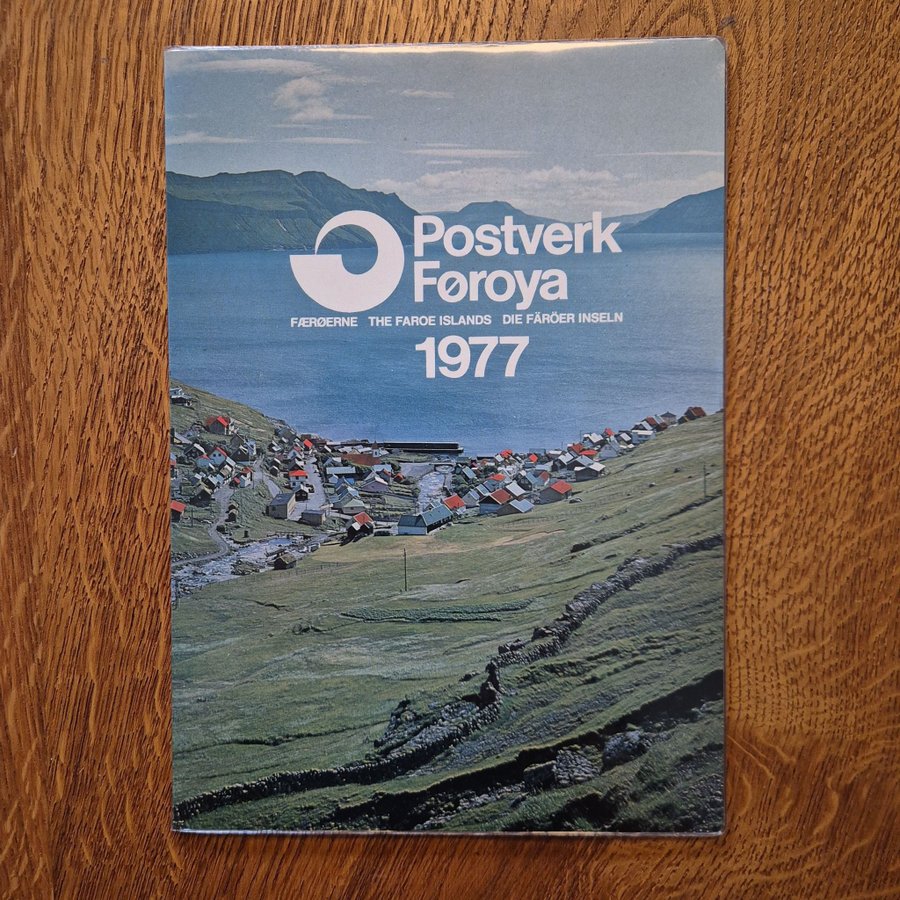 Postverk
Føroya
FÆRØERNE THE FAROE ISLANDS DIE FÄRÖER INSELN
1977